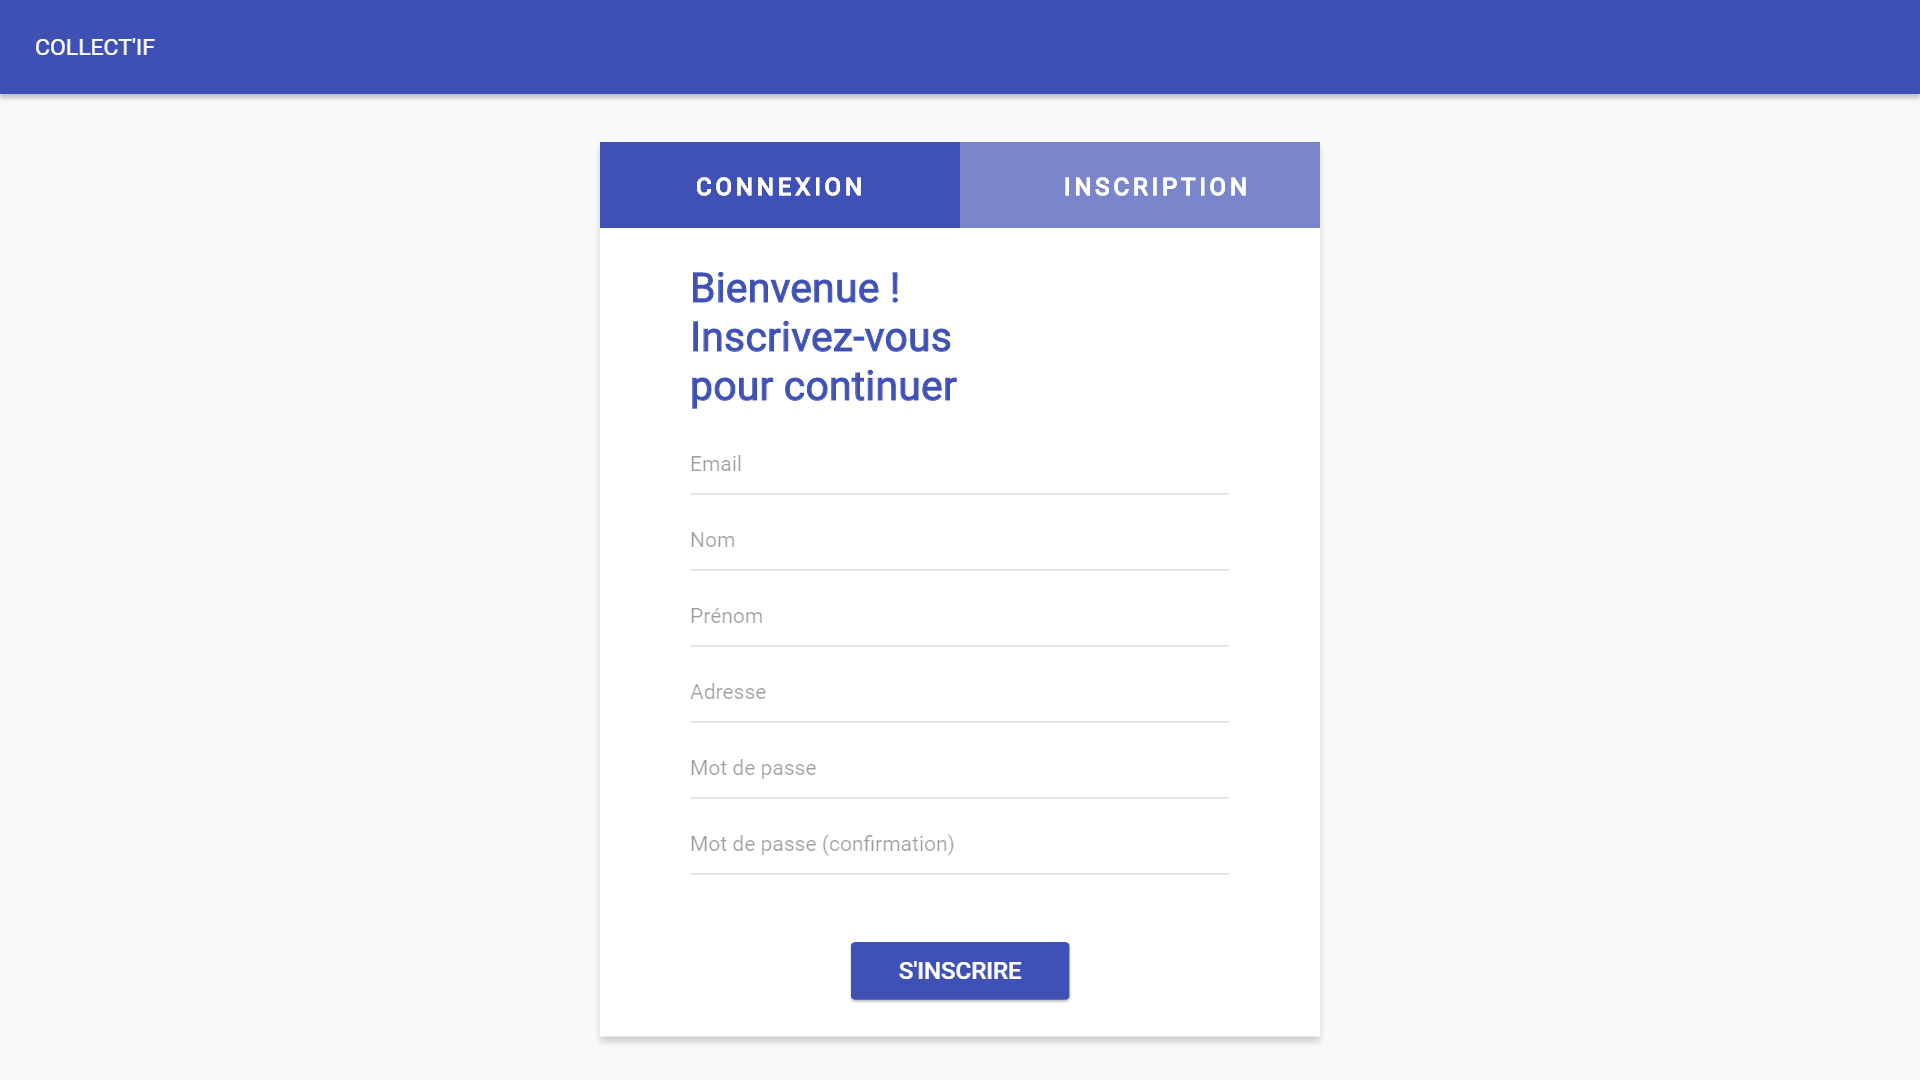 COLLECT'IF
CONNEXION
INSCRIPTION
Bienvenue !
Inscrivez-vous
pour continuer
Email
Nom
Prénom
Adresse
Mot de passe
Mot de passe (confirmation)
S'INSCRIRE